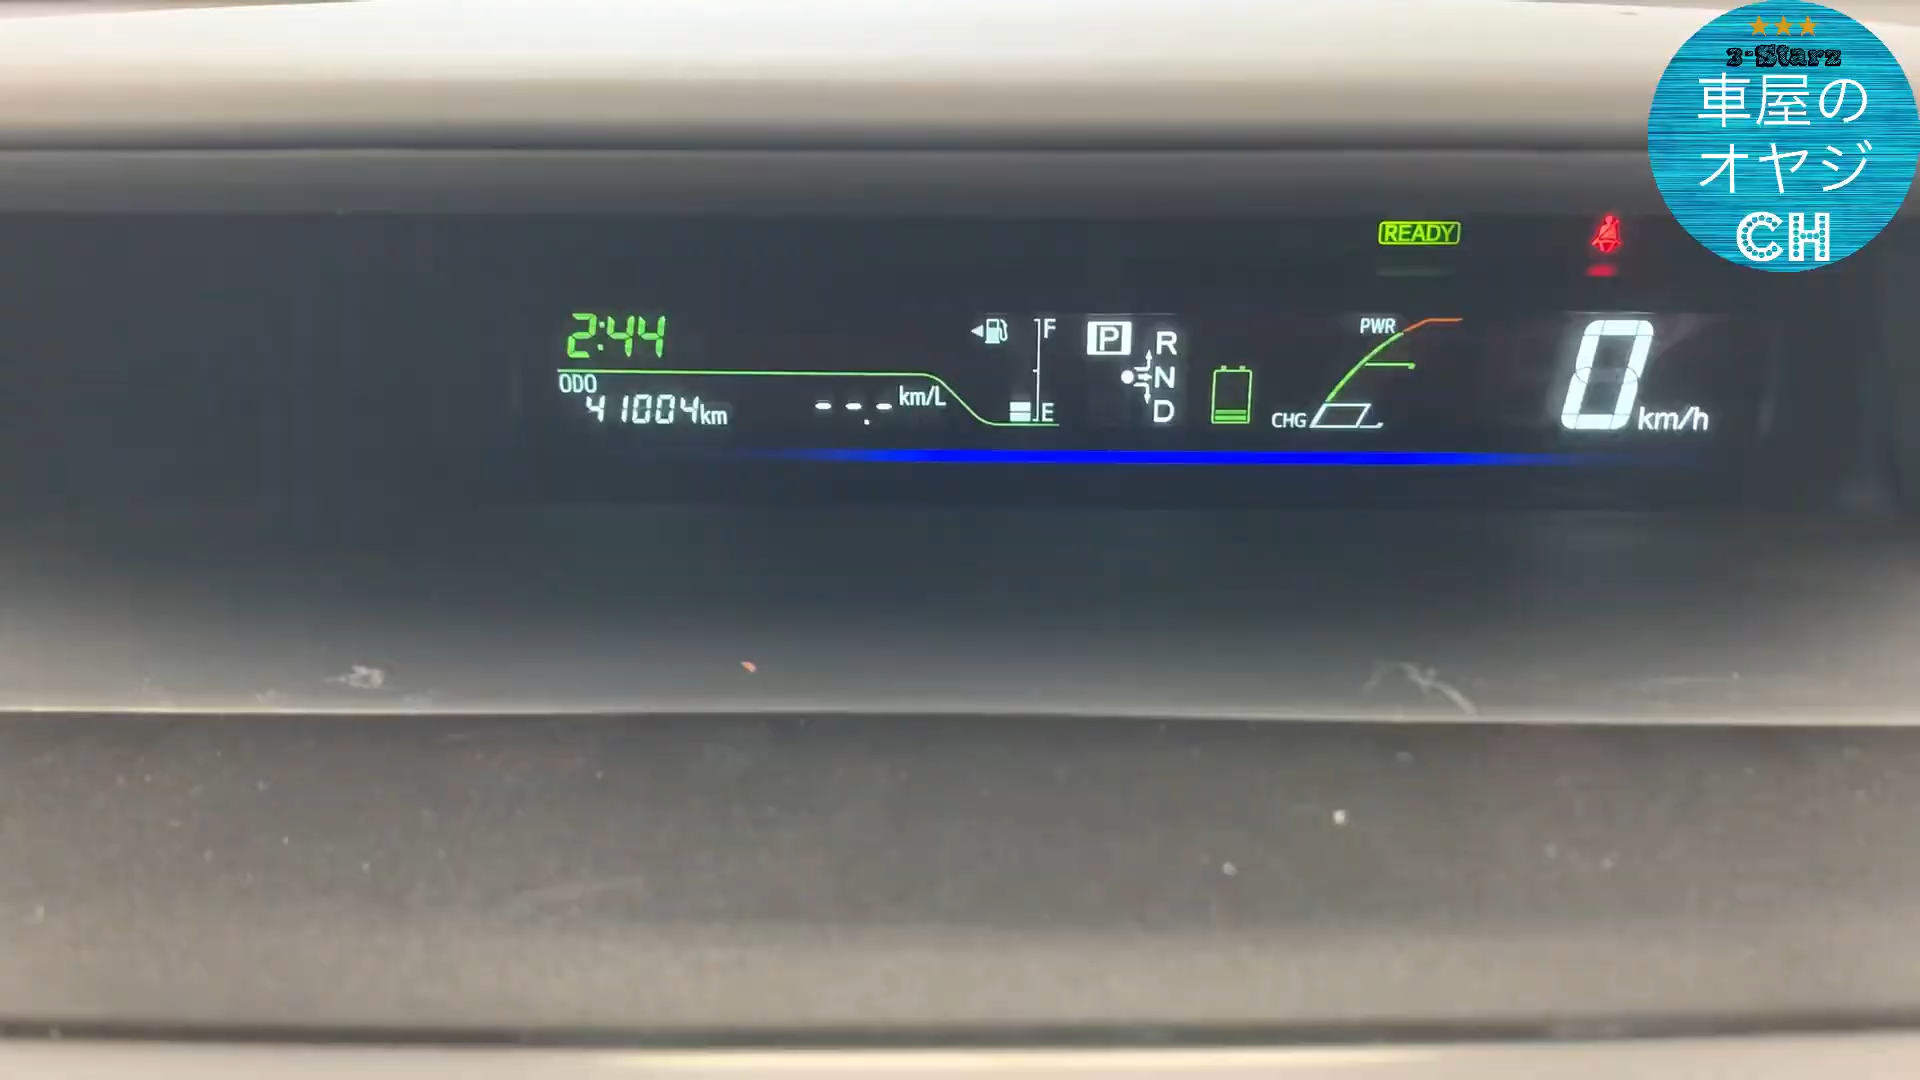 3-Starz
車屋の
オヤジ
CH
READY
2:44
F
P
R
PWR
0
N
ODO
41004km
-.-- km/L
E
D
CHG
km/h